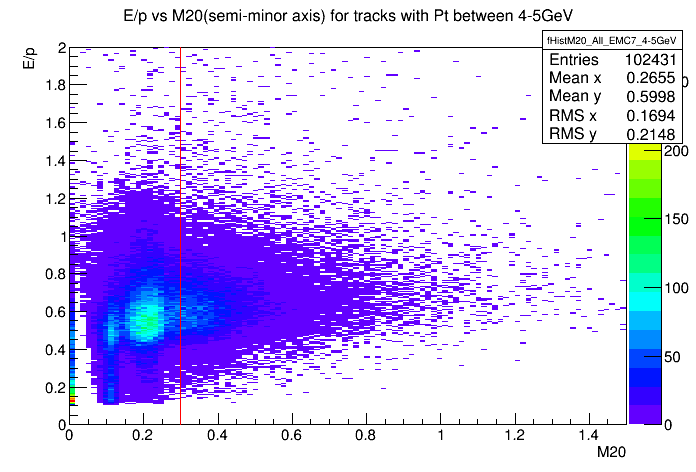 E/p vs M20(semi-minor axis) for tracks with Pt between 4-5GeV
fHistM20_All_EMC7_4-5GeV
Entries 102431
Mean x 0.2655
Mean y 0.5998
RMS x 0.1694
RMS y 0.2148
E/p
2
1.8
1.6
1.4
1.2
1
0.8
0.6
0.4
0.2
0
0 0.2 0.4 0.6 0.8 1 1.2 1.4
M20
200
150
100
50
0